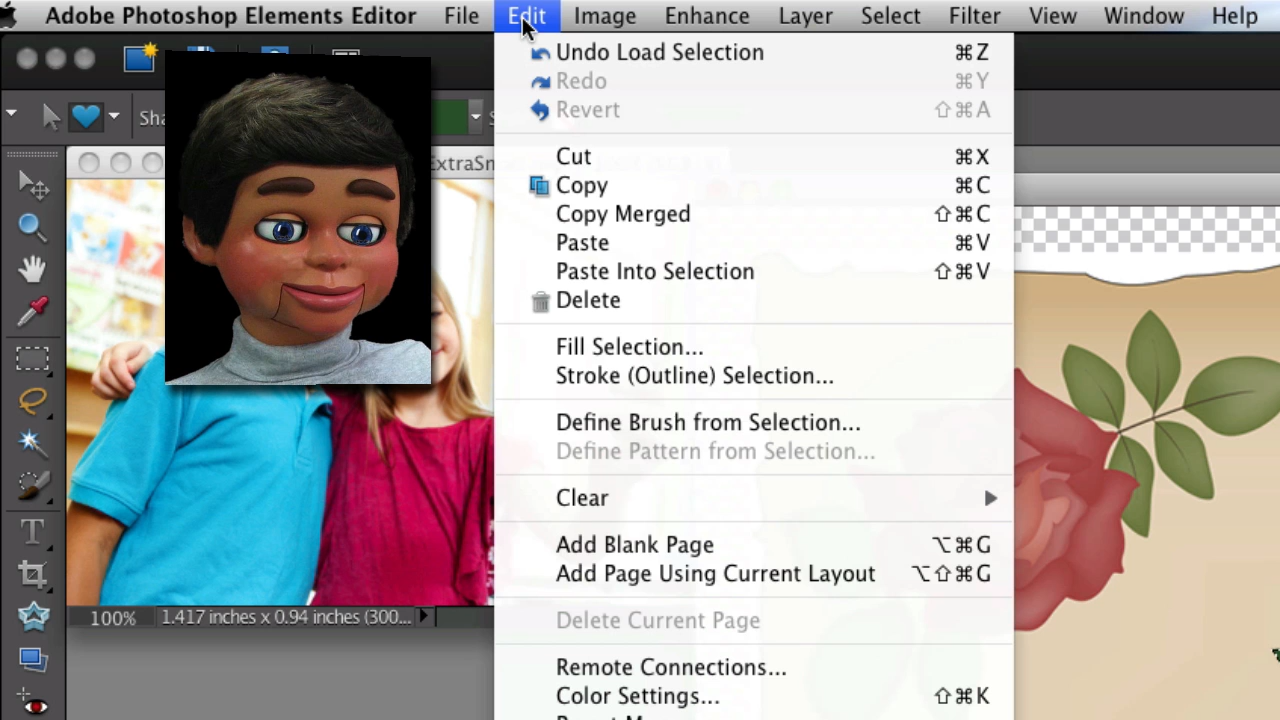 Adobe Photoshop Elements Editor File Edit Image Enhance Layer Select Filter View Window Help
Undo Load Selection ⌘Z
Redo ⌘Y
Revert ⇧⌘A
Cut ⌘X
Copy ⌘C
Copy Merged ⇧⌘C
Paste ⌘V
Paste Into Selection ⇧⌘V
Delete
Fill Selection...
Stroke (Outline) Selection...
Define Brush from Selection...
Define Pattern from Selection...
Clear
Add Blank Page ⌥⌘G
Add Page Using Current Layout ⌥⇧⌘G
Delete Current Page
Remote Connections...
Color Settings... ⇧⌘K
T
100% 1.417 inches x 0.94 inches (300...